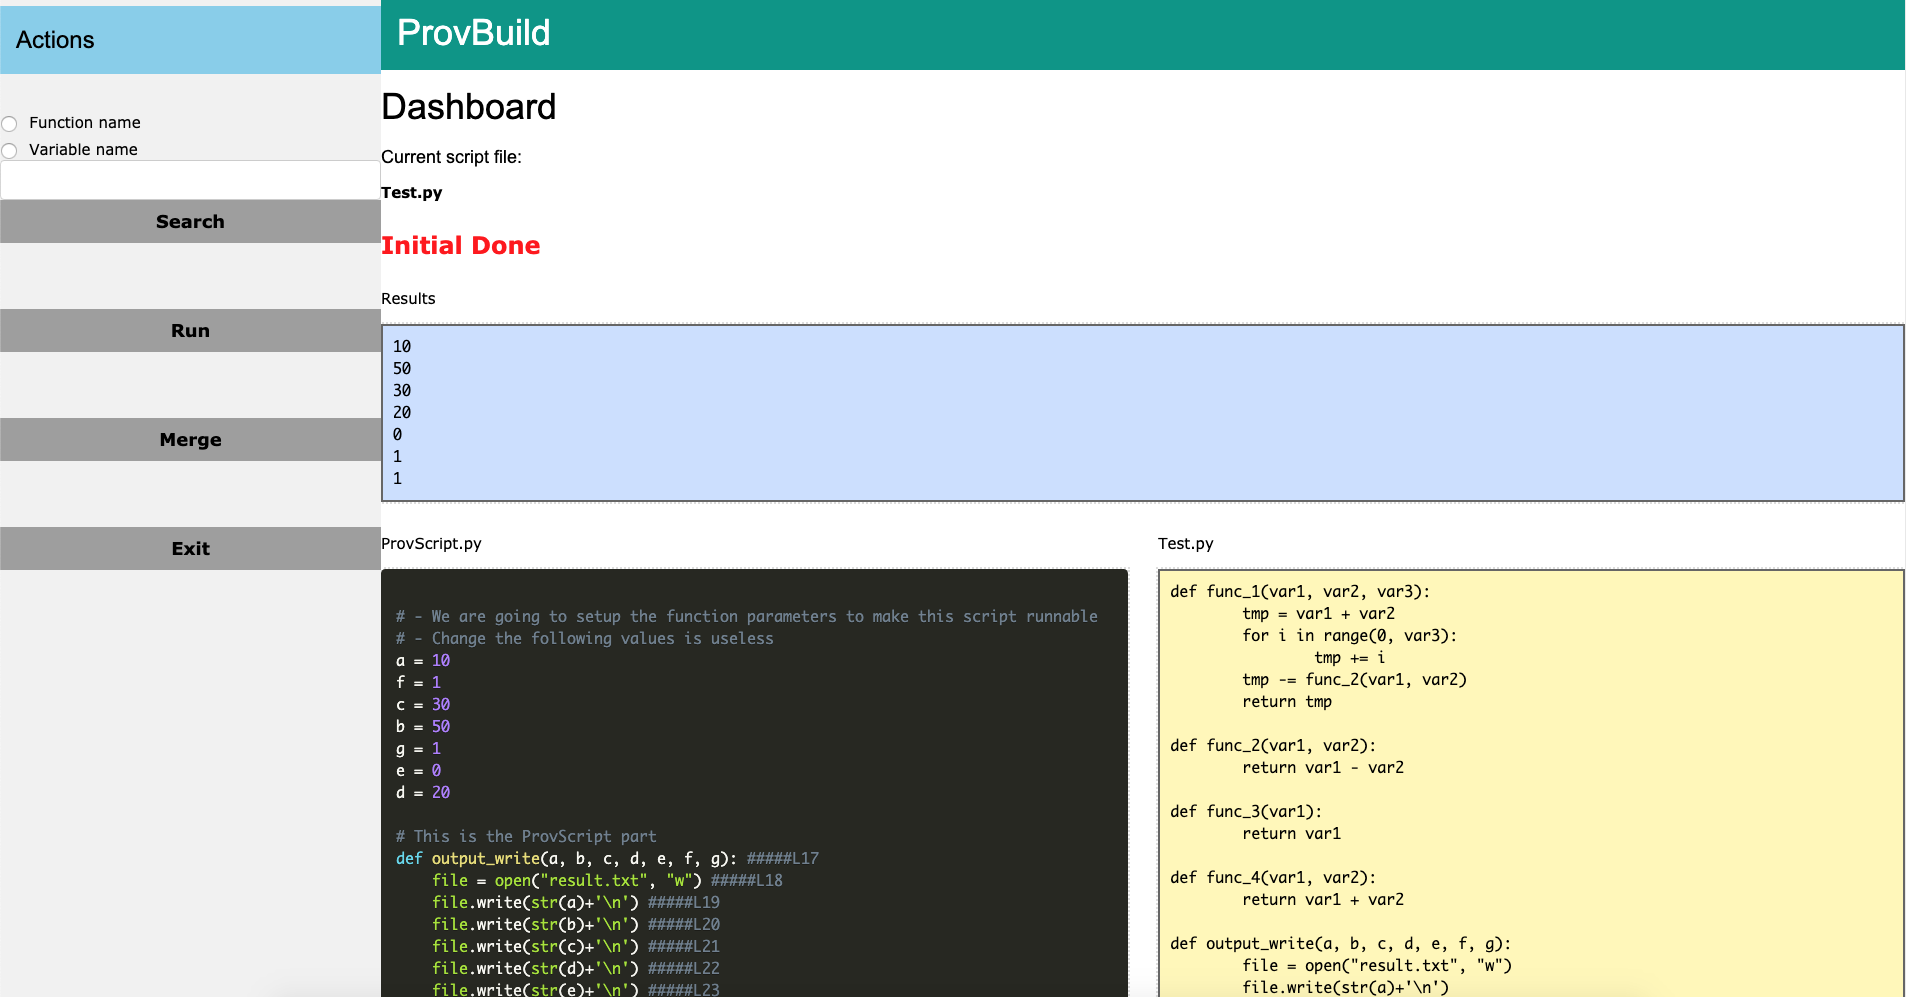 Actions
Function name
Variable name
Search
Run
Merge
Exit
ProvBuild
Dashboard
Current script file:
Test.py
Initial Done
Results
10
50
30
20
0
1
1
ProvScript.py
# - We are going to setup the function parameters to make this script runnable
# - Change the following values is useless
a = 10
f = 1
c = 30
b = 50
g = 1
e = 0
d = 20
# This is the ProvScript part
def output_write(a, b, c, d, e, f, g): #####L17
    file = open("result.txt", "w") #####L18
    file.write(str(a)+'\n') #####L19
    file.write(str(b)+'\n') #####L20
    file.write(str(c)+'\n') #####L21
    file.write(str(d)+'\n') #####L22
    file.write(str(e)+'\n') #####L23
Test.py
def func_1(var1, var2, var3):
        tmp = var1 + var2
        for i in range(0, var3):
                tmp += i
        tmp -= func_2(var1, var2)
        return tmp
def func_2(var1, var2):
        return var1 - var2
def func_3(var1):
        return var1
def func_4(var1, var2):
        return var1 + var2
def output_write(a, b, c, d, e, f, g):
        file = open("result.txt", "w")
        file.write(str(a)+'\n')